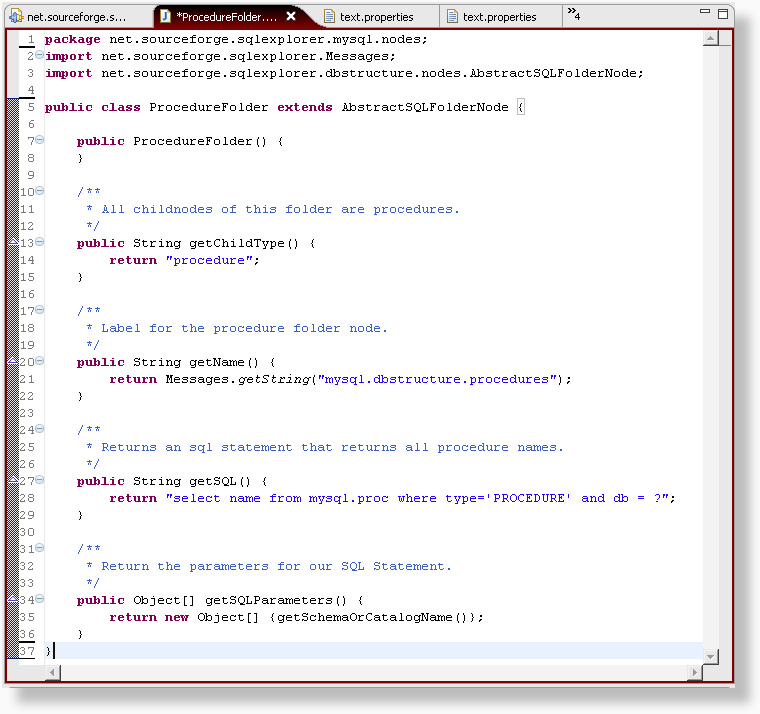 net.sourceforge.s... *ProcedureFolder.... text.properties text.properties »4
1 package net.sourceforge.sqlexplorer.mysql.nodes;
2 import net.sourceforge.sqlexplorer.Messages;
3 import net.sourceforge.sqlexplorer.dbstructure.nodes.AbstractSQLFolderNode;
4
5 public class ProcedureFolder extends AbstractSQLFolderNode {
6
7     public ProcedureFolder() {
8     }
9
10     /**
11      * All childnodes of this folder are procedures.
12      */
13     public String getChildType() {
14         return "procedure";
15     }
16
17     /**
18      * Label for the procedure folder node.
19      */
20     public String getName() {
21         return Messages.getString("mysql.dbstructure.procedures");
22     }
23
24     /**
25      * Returns an sql statement that returns all procedure names.
26      */
27     public String getSQL() {
28         return "select name from mysql.proc where type='PROCEDURE' and db = ?";
29     }
30
31     /**
32      * Return the parameters for our SQL Statement.
33      */
34     public Object[] getSQLParameters() {
35         return new Object[] {getSchemaOrCatalogName()};
36     }
37 }